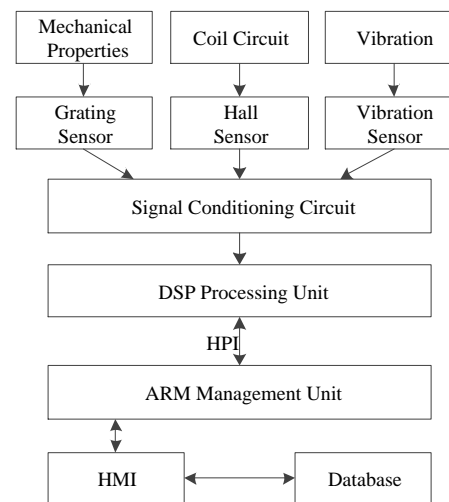 Mechanical
Properties
Coil Circuit
Vibration
Grating
Sensor
Hall
Sensor
Vibration
Sensor
Signal Conditioning Circuit
DSP Processing Unit
HPI
ARM Management Unit
HMI
Database